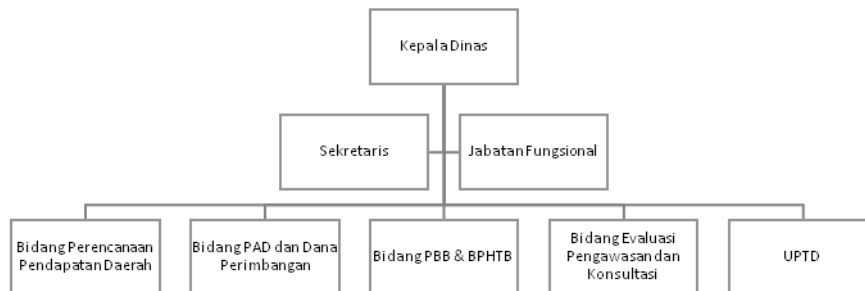 Kepala Dinas
Sekretaris
Jabatan Fungsional
Bidang Perencanaan
Pendapatan Daerah
Bidang PAD dan Dana
Perimbangan
Bidang PBB & BPHTB
Bidang Evaluasi
Pengawasan dan
Konsultasi
UPTD